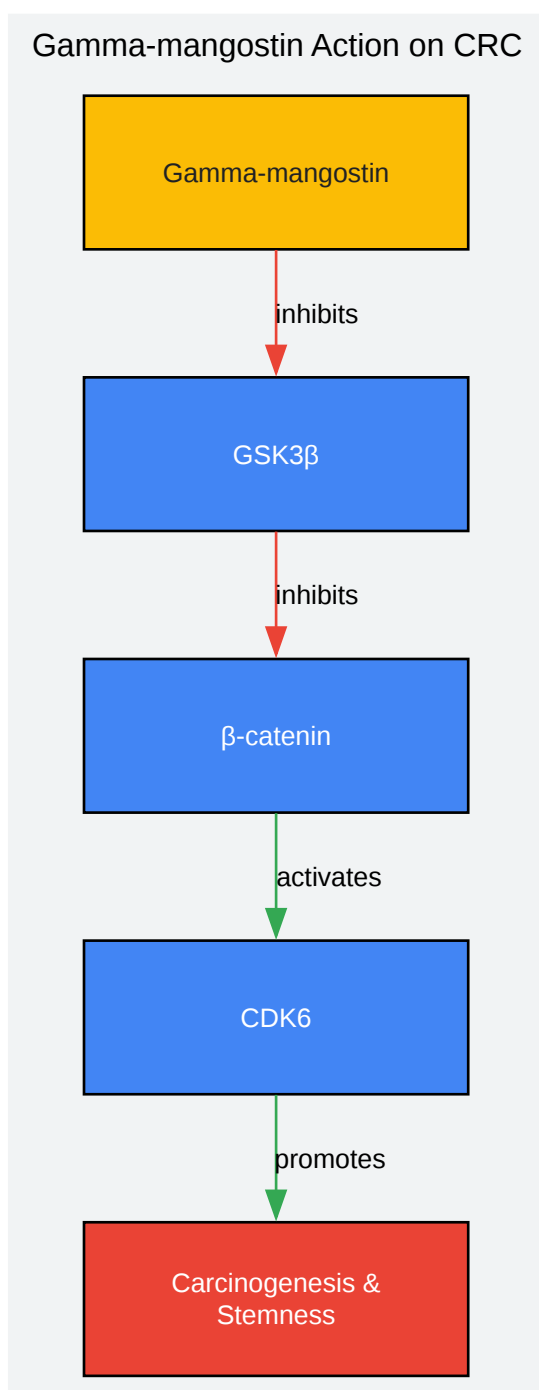 Gamma-mangostin Action on CRC
Gamma-mangostin
inhibits
GSK3β
inhibits
β-catenin
activates
CDK6
promotes
Carcinogenesis &
Stemness